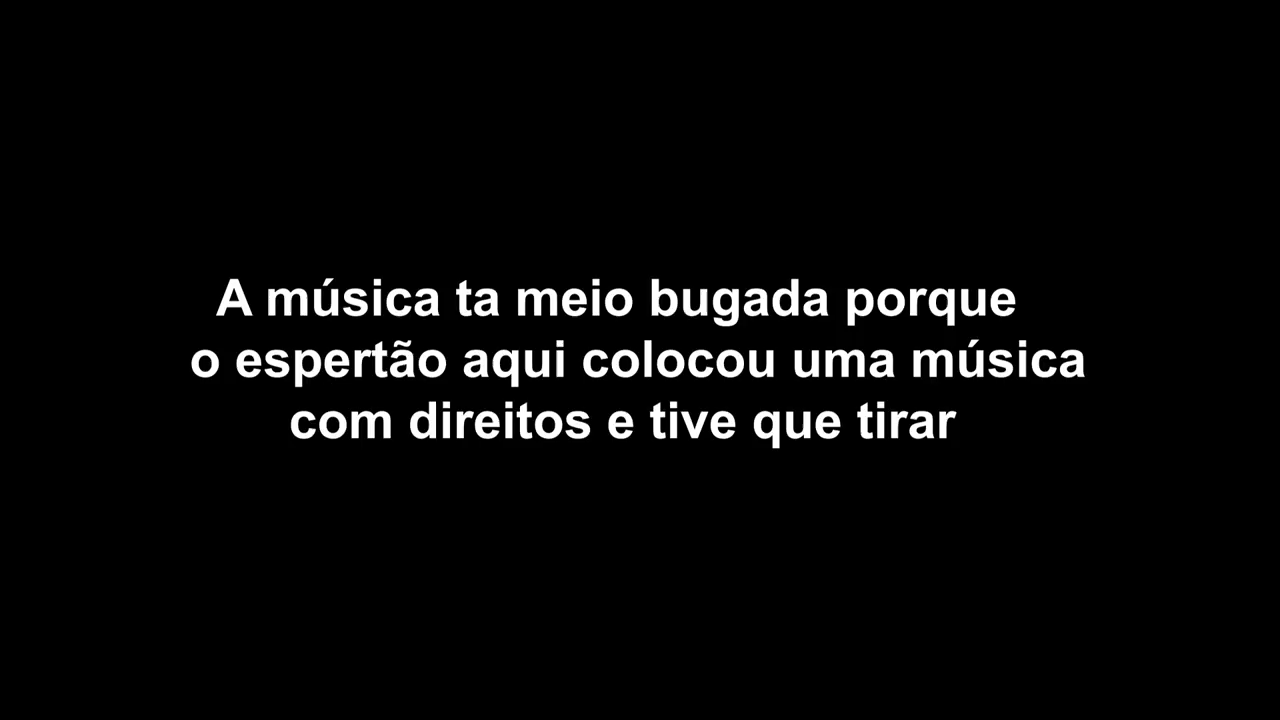 A música ta meio bugada porque
o espertão aqui colocou uma música
com direitos e tive que tirar